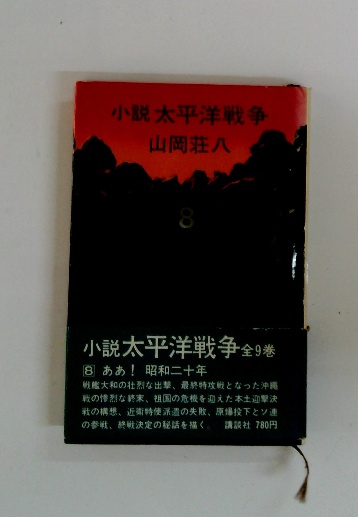 小説 太平洋戦争
山岡荘八
8
小説太平洋戦争全9巻
8 ああ! 昭和二十年
戦艦大和の壮烈な出撃、最終特攻戦となった沖縄
戦の惨烈な終末、祖国の危機を迎えた本土迎撃決
戦の構想、近衛特使派遣の失敗、原爆投下とソ連
の参戦、終戦決定の秘話を描く。 講談社 780円